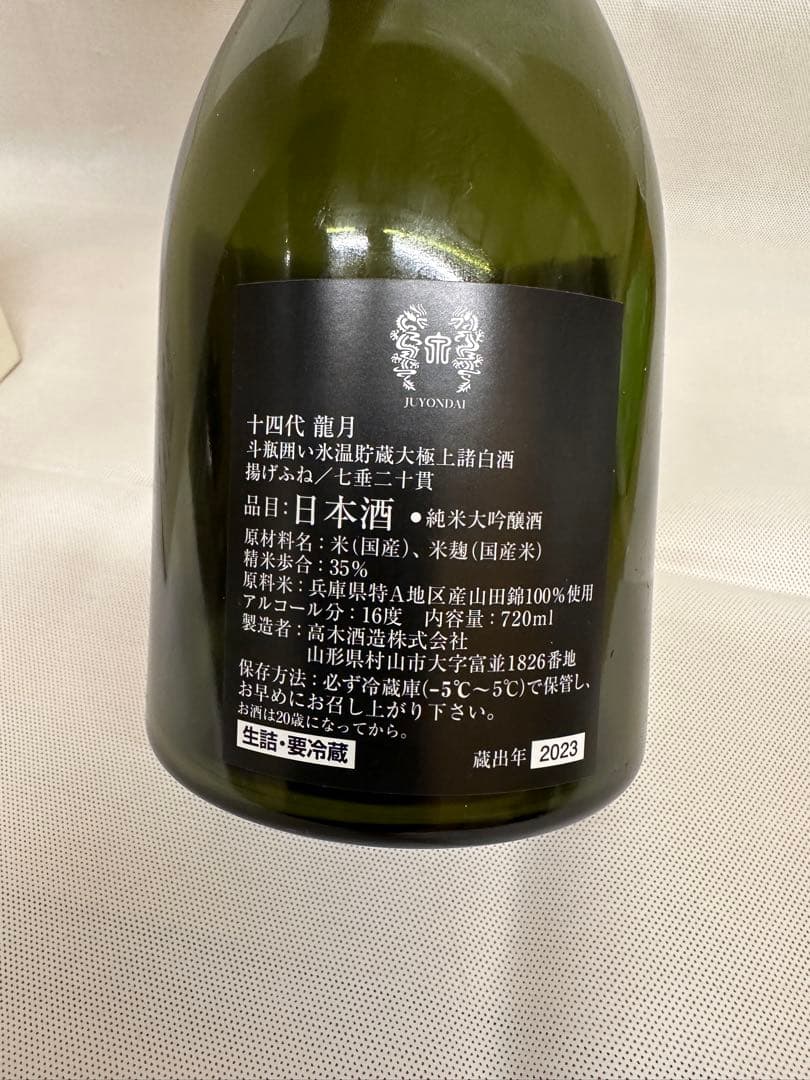 JUYONDAI
十四代 龍月
斗瓶囲い氷温貯蔵大極上諸白酒
揚げふね/七垂二十貫
品目:日本酒 ●純米大吟醸酒
原材料名:米(国産)、米麹(国産米)
精米歩合:35%
原料米:兵庫県特A地区産山田錦100%使用
アルコール分:16度 内容量:720ml
製造者:高木酒造株式会社
山形県村山市大字富並1826番地
保存方法:必ず冷蔵庫(-5℃〜5℃)で保管し、
お早めにお召し上がり下さい。
お酒は20歳になってから。
生詰・要冷蔵
蔵出年 2023